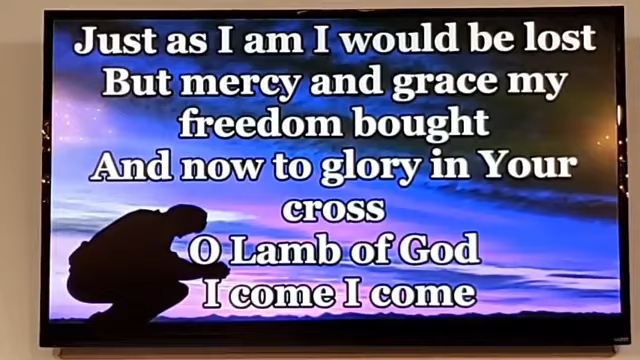 Just as I am I would be lost
But mercy and grace my
freedom bought
And now to glory in Your
cross
O Lamb of God
I come I come